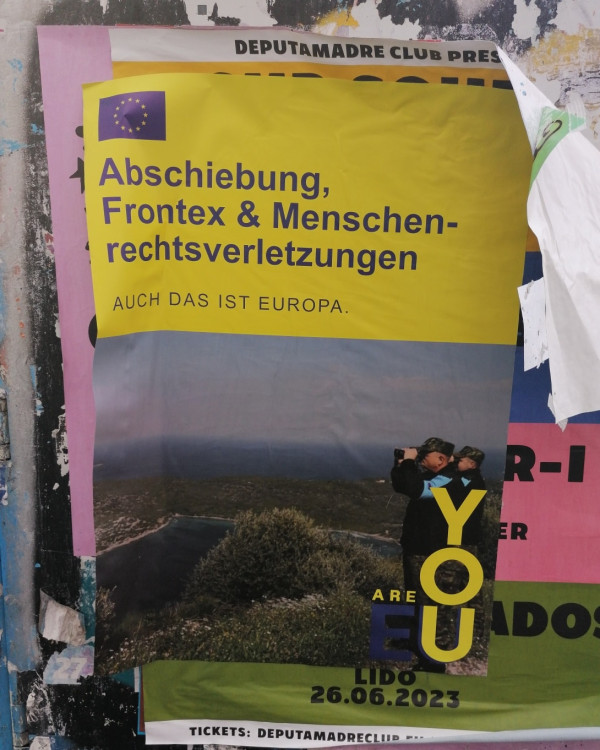 DEPUTAMADRE CLUB PRES
Abschiebung,
Frontex & Menschen-
rechtsverletzungen
AUCH DAS IST EUROPA.
R-I
ER
YOU
ARE
EU
ADOS
LIDO
26.06.2023
TICKETS: DEPUTAMADRECLUB